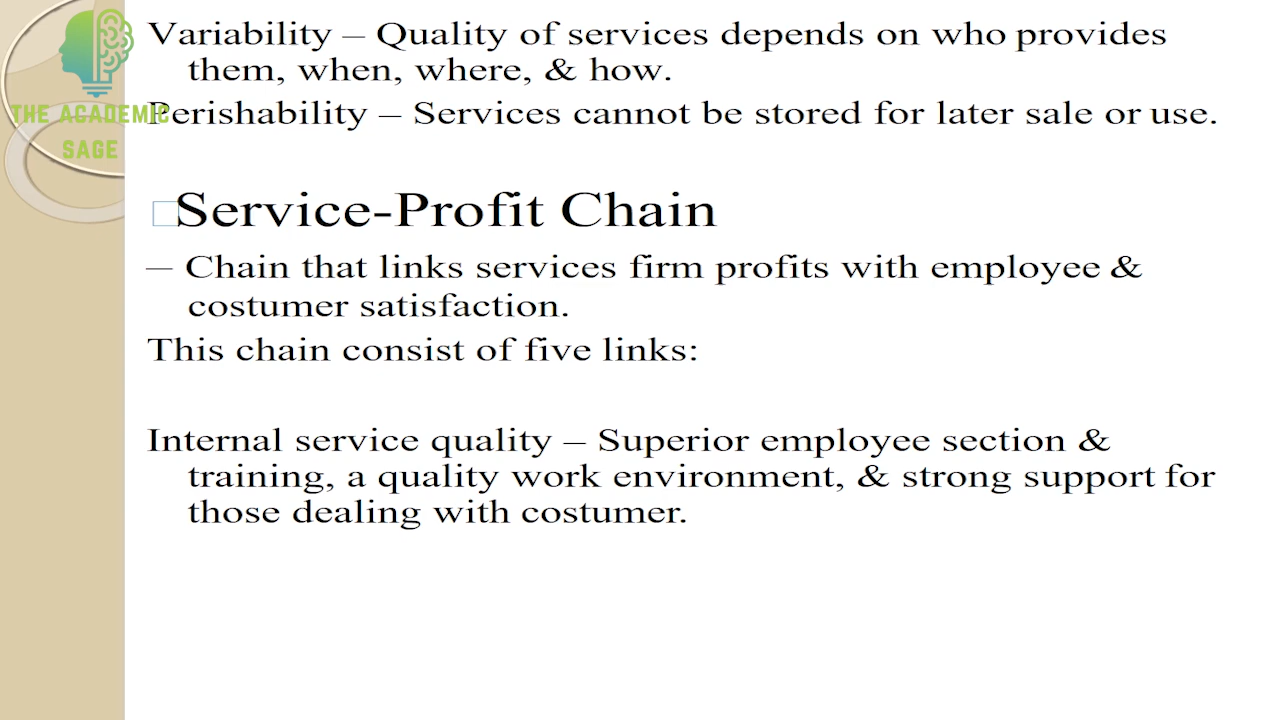 Variability – Quality of services depends on who provides
them, when, where, & how.
THE ACADEMIC
SAGE
Perishability – Services cannot be stored for later sale or use.
Service-Profit Chain
– Chain that links services firm profits with employee &
costumer satisfaction.
This chain consist of five links:
Internal service quality – Superior employee section &
training, a quality work environment, & strong support for
those dealing with costumer.